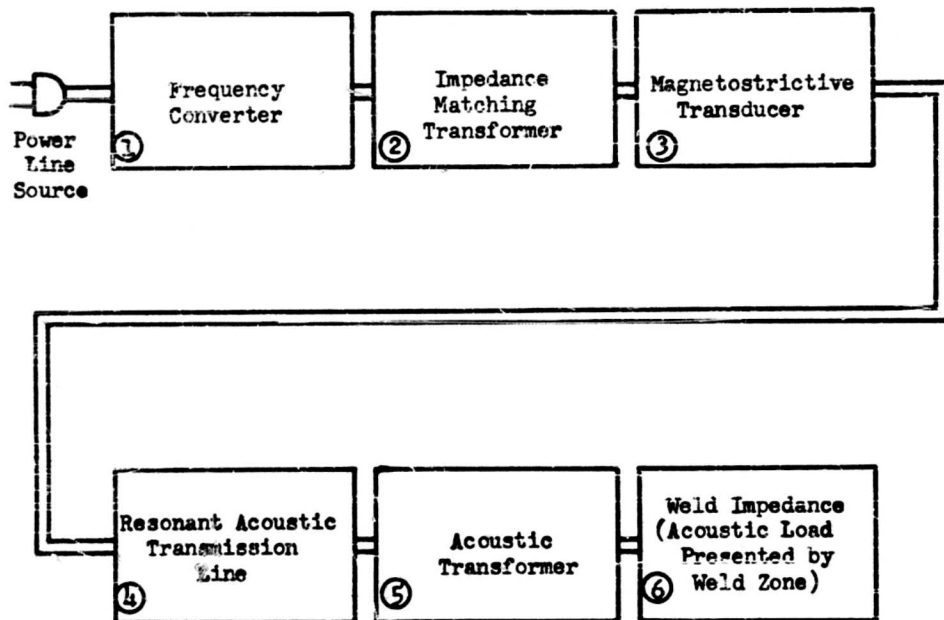 Power
Line
Source
Frequency
Converter
1
Impedance
Matching
Transformer
2
Magnetostrictive
Transducer
3
Resonant Acoustic
Transmission
Line
4
Acoustic
Transformer
5
Weld Impedance
(Acoustic Load
Presented by
Weld Zone)
6